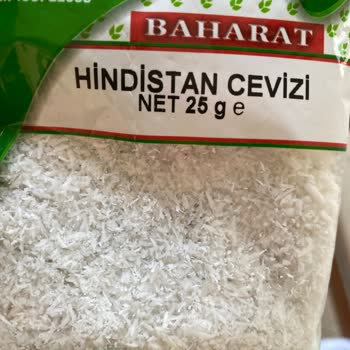 BAHARAT
HİNDİSTAN CEVİZİ
NET 25 g e